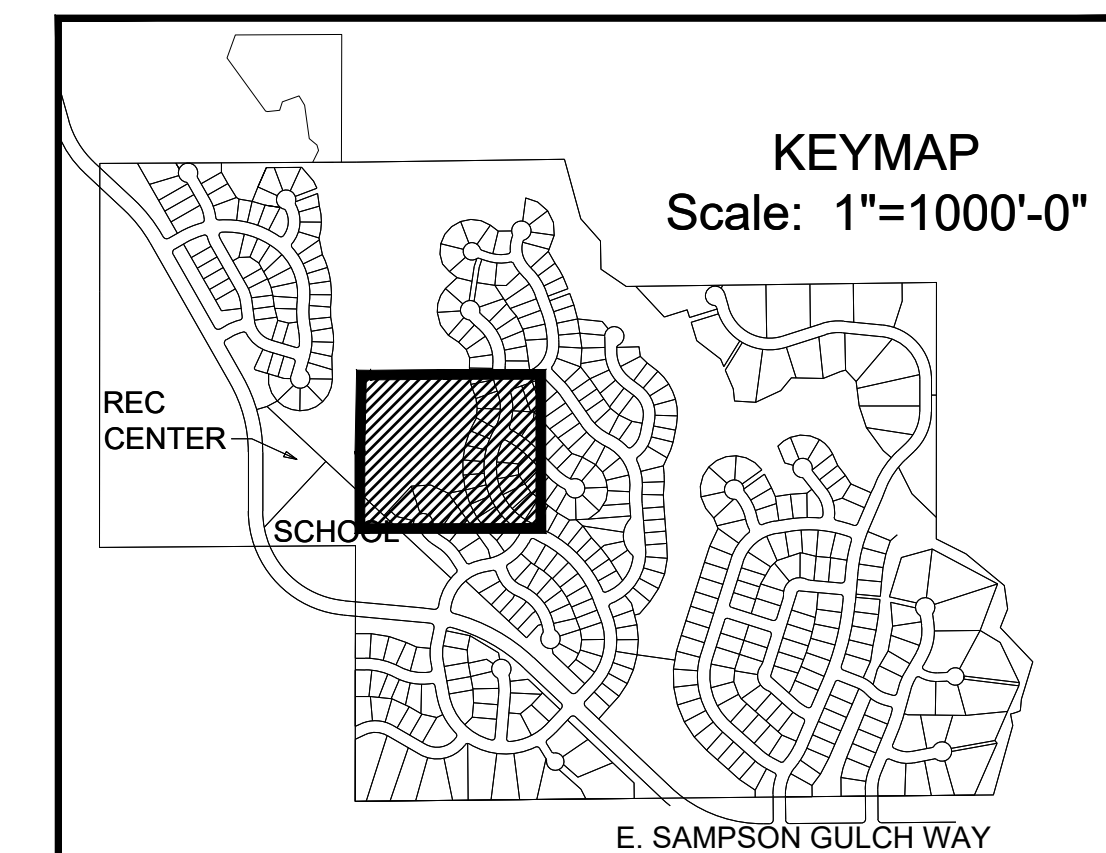 KEYMAP
Scale: 1"=1000'-0"
REC
CENTER
SCHOOL
E. SAMPSON GULCH WAY